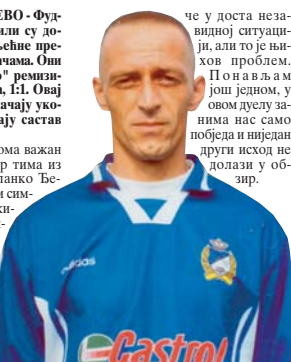 ЕВО - Фуд-
или су до-
љећне пре-
ачама. Они
о" ремизи-
а, 1:1. Овај
ачају уко-
ају састав
ома важан
р тима из
ланко Ђе-
и сим-
ки-
че у доста неза-
видној ситуаци-
ји, али то је њи-
хов проблем.
Понављам
још једном, у
овом дуелу за-
нима нас само
побједа и ниједан
други исход не
долази у об-
зир.
adidas
Castrol